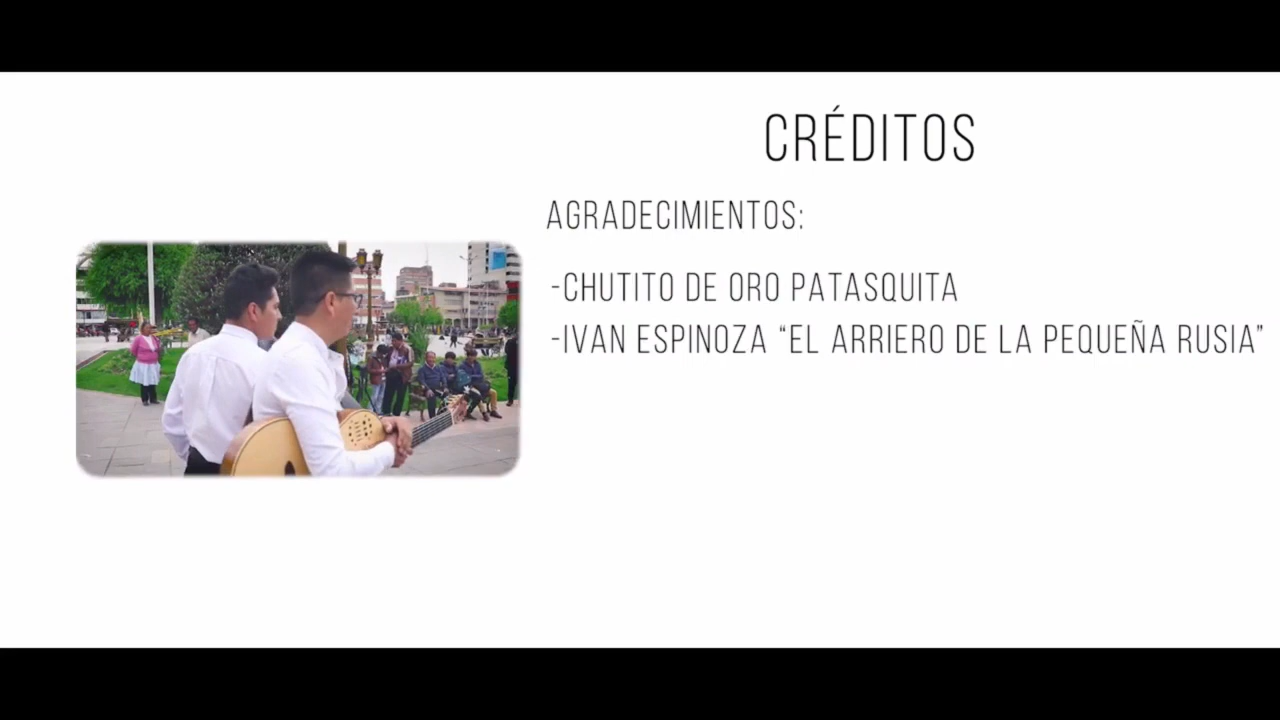 CRÉDITOS
AGRADECIMIENTOS:
-CHUTITO DE ORO PATASQUITA
-IVAN ESPINOZA “EL ARRIERO DE LA PEQUEÑA RUSIA”